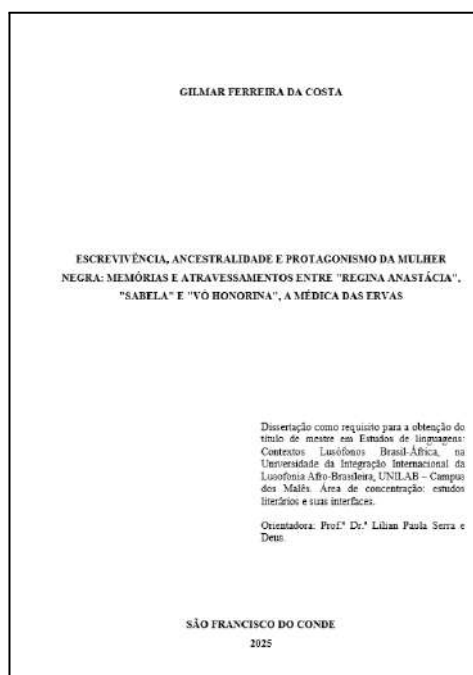 GILMAR FERREIRA DA COSTA
ESCREVIVÊNCIA, ANCESTRALIDADE E PROTAGONISMO DA MULHER
NEGRA: MEMÓRIAS E ATRAVESSAMENTOS ENTRE "REGINA ANASTÁCIA",
"SABELA" E "VÓ HONORINA", A MÉDICA DAS ERVAS
Dissertação como requisito para a obtenção do
título de mestre em Estudos de linguagens:
Contextos Lusófonos Brasil-África, na
Universidade da Integração Internacional da
Lusofonia Afro-Brasileira, UNILAB – Campus
dos Malês. Área de concentração: estudos
literários e suas interfaces.
Orientadora: Prof.ª Dr.ª Lilian Paula Serra e
Deus.
SÃO FRANCISCO DO CONDE
2025